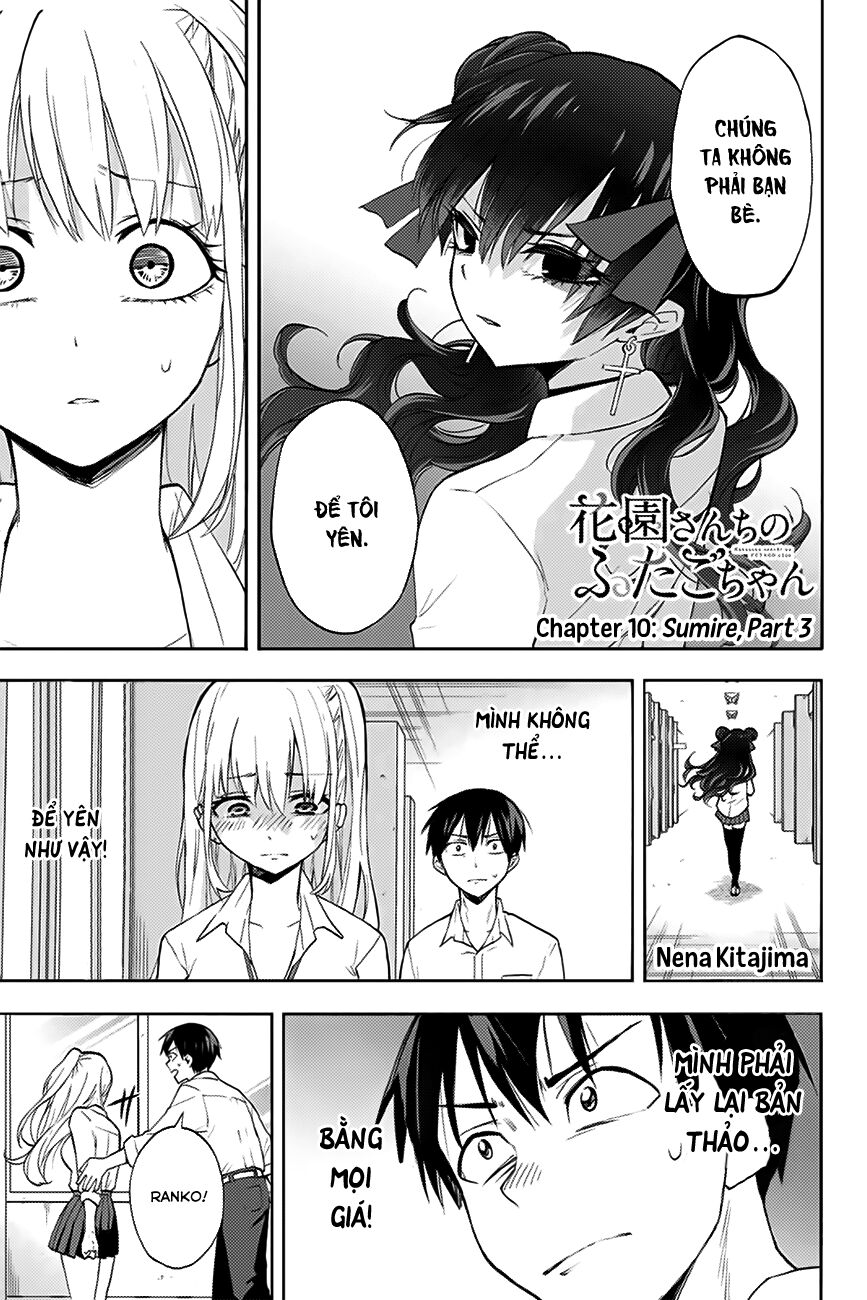 CHÚNG
TA KHÔNG
PHẢI BẠN
BÈ.
ĐỂ TÔI
YÊN.
花園さんちの
ふたごちゃん
Chapter 10: Sumire, Part 3
Nena Kitajima
MÌNH KHÔNG
THỂ...
ĐỂ YÊN
NHƯ VẬY!
MÌNH PHẢI
LẤY LẠI BẢN
THẢO...
BẰNG
MỌI
GIÁ!
RANKO!